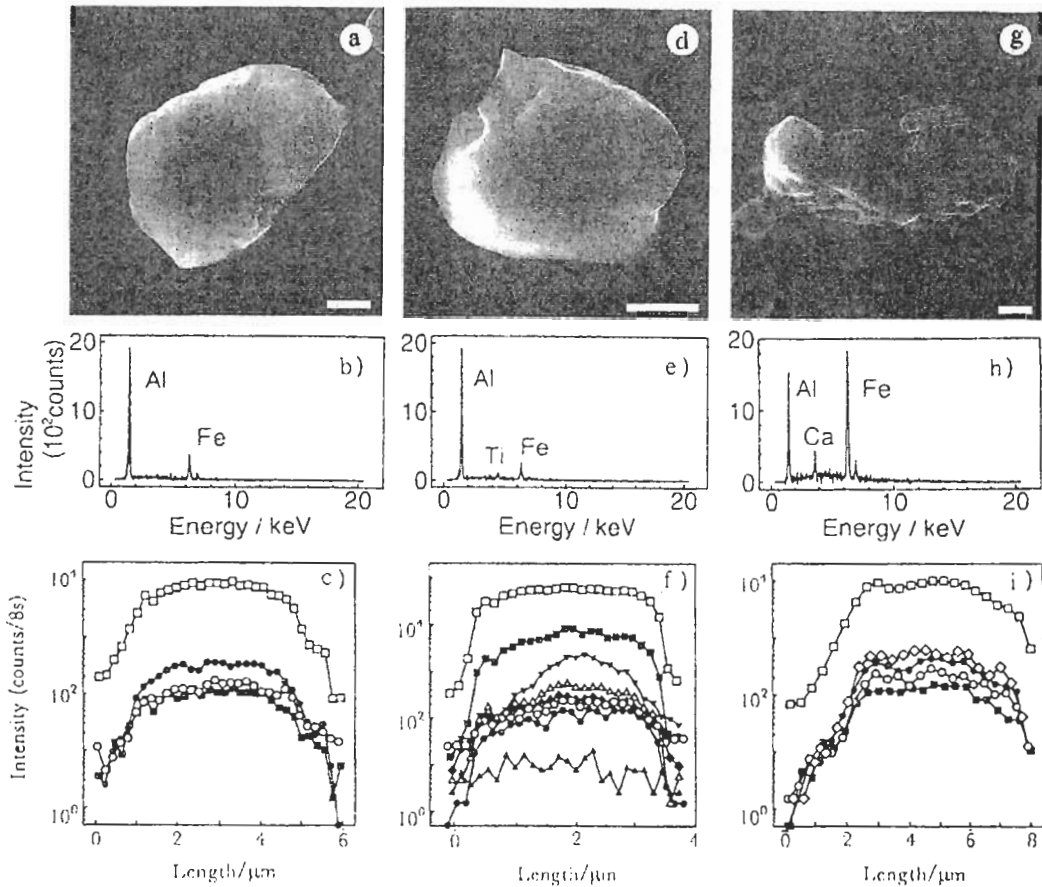 a d g
20 20 20
b) e) h)
Al Al Al Fe
10 10 10
Fe Ti Fe Ca
0 0 0
Intensity
(10²counts)
0 10 20 0 10 20 0 10 20
Energy / keV Energy / keV Energy / keV
10⁴ c) f) 10⁴ i)
10⁴
10² 10² 10²
10⁰ 10⁰ 10⁰
Intensity (counts/8s)
0 2 4 6 0 2 4 0 2 4 6 8
Length/µm Length/µm Length/µm